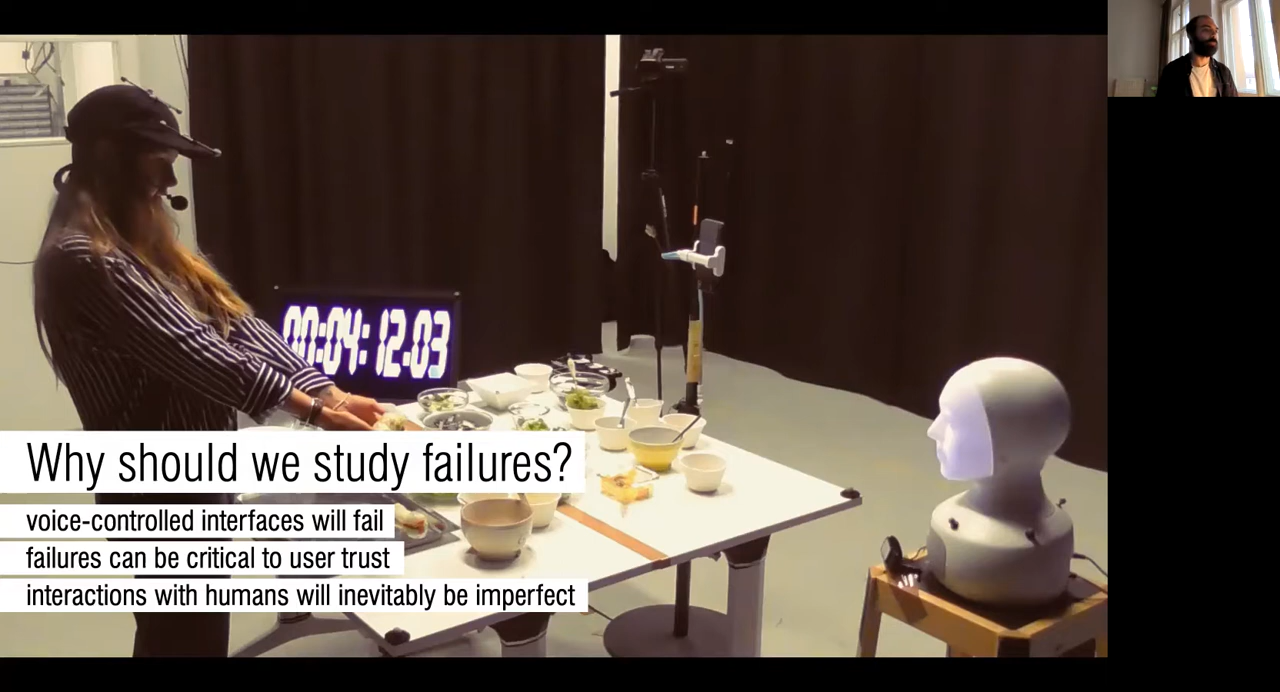 00:04:12.03
Why should we study failures?
voice-controlled interfaces will fail
failures can be critical to user trust
interactions with humans will inevitably be imperfect